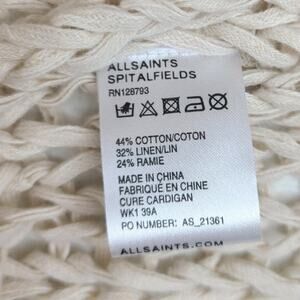 ALLSAINTS
SPITALFIELDS
RN128793
44% COTTON/COTON
32% LINEN/LIN
24% RAMIE
MADE IN CHINA
FABRIQUÉ EN CHINE
CURE CARDIGAN
WK1 39A
PO NUMBER: AS_21361
ALLSAINTS.COM